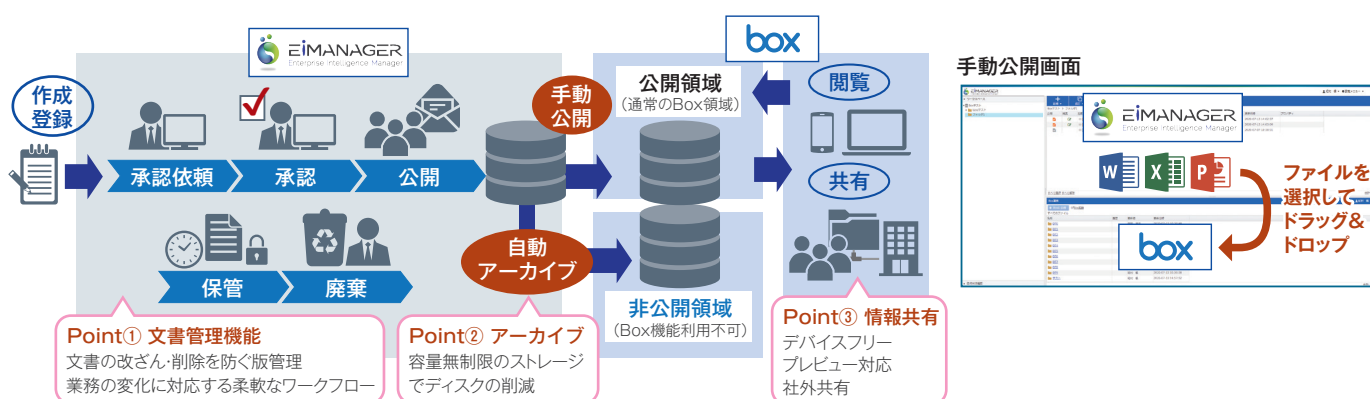 EiMANAGER
Enterprise Intelligence Manager
box
作成
登録
承認依頼
承認
公開
保管
廃棄
手動
公開
自動
アーカイブ
公開領域
(通常のBox領域)
非公開領域
(Box機能利用不可)
閲覧
共有
Point① 文書管理機能
文書の改ざん・削除を防ぐ版管理
業務の変化に対応する柔軟なワークフロー
Point② アーカイブ
容量無制限のストレージ
でディスクの削減
Point③ 情報共有
デバイスフリー
プレビュー対応
社外共有
手動公開画面
EiMANAGER
EiMANAGER
Enterprise Intelligence Manager
W
X
P
box
ファイルを
選択して
ドラッグ&
ドロップ